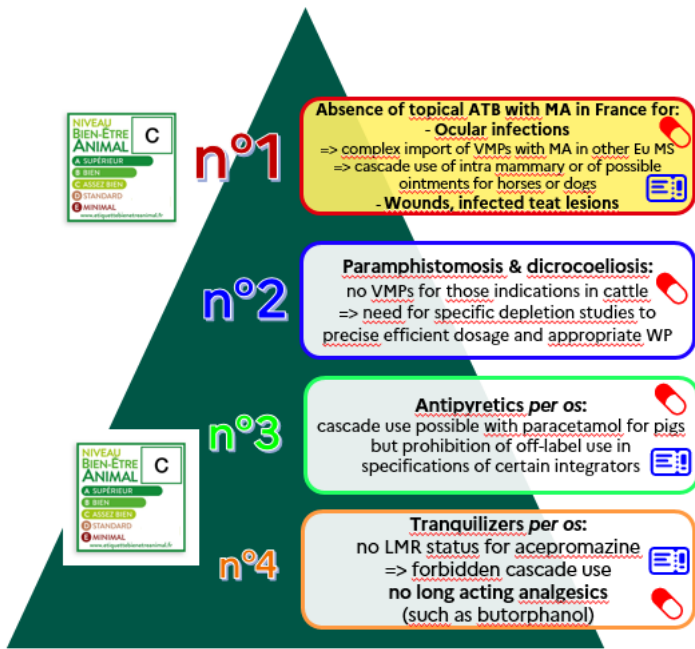 NIVEAU
BIEN-ÊTRE
ANIMAL
C
A SUPÉRIEUR
B BIEN
C ASSEZ BIEN
D STANDARD
E MINIMAL
www.etiquettebienetreanimal.fr
n°1
Absence of topical ATB with MA in France for:
- Ocular infections
=> complex import of VMPs with MA in other Eu MS
=> cascade use of intra mammary or of possible
ointments for horses or dogs
- Wounds, infected teat lesions
n°2
Paramphistomosis & dicrocoeliosis:
no VMPs for those indications in cattle
=> need for specific depletion studies to
precise efficient dosage and appropriate WP
n°3
Antipyretics per os:
cascade use possible with paracetamol for pigs
but prohibition of off-label use in
specifications of certain integrators
NIVEAU
BIEN-ÊTRE
ANIMAL
C
A SUPÉRIEUR
B BIEN
C ASSEZ BIEN
D STANDARD
E MINIMAL
www.etiquettebienetreanimal.fr
n°4
Tranquilizers per os:
no LMR status for acepromazine
=> forbidden cascade use
no long acting analgesics
(such as butorphanol)